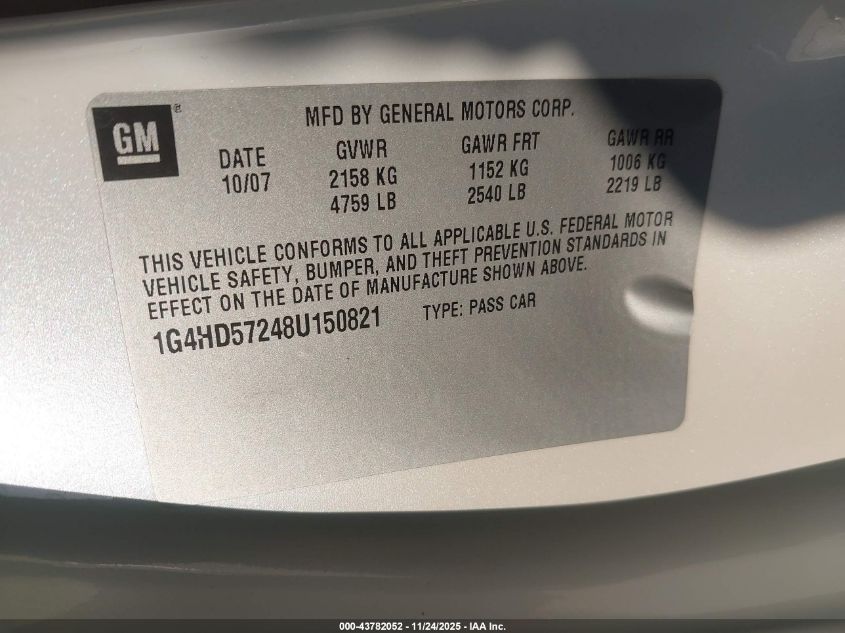 GM®
MFD BY GENERAL MOTORS CORP.
DATE GVWR GAWR FRT GAWR RR
10/07 2158 KG 1152 KG 1006 KG
4759 LB 2540 LB 2219 LB
THIS VEHICLE CONFORMS TO ALL APPLICABLE U.S. FEDERAL MOTOR
VEHICLE SAFETY, BUMPER, AND THEFT PREVENTION STANDARDS IN
EFFECT ON THE DATE OF MANUFACTURE SHOWN ABOVE.
1G4HD57248U150821 TYPE: PASS CAR
000-43782052 - 11/24/2025 - IAA Inc.